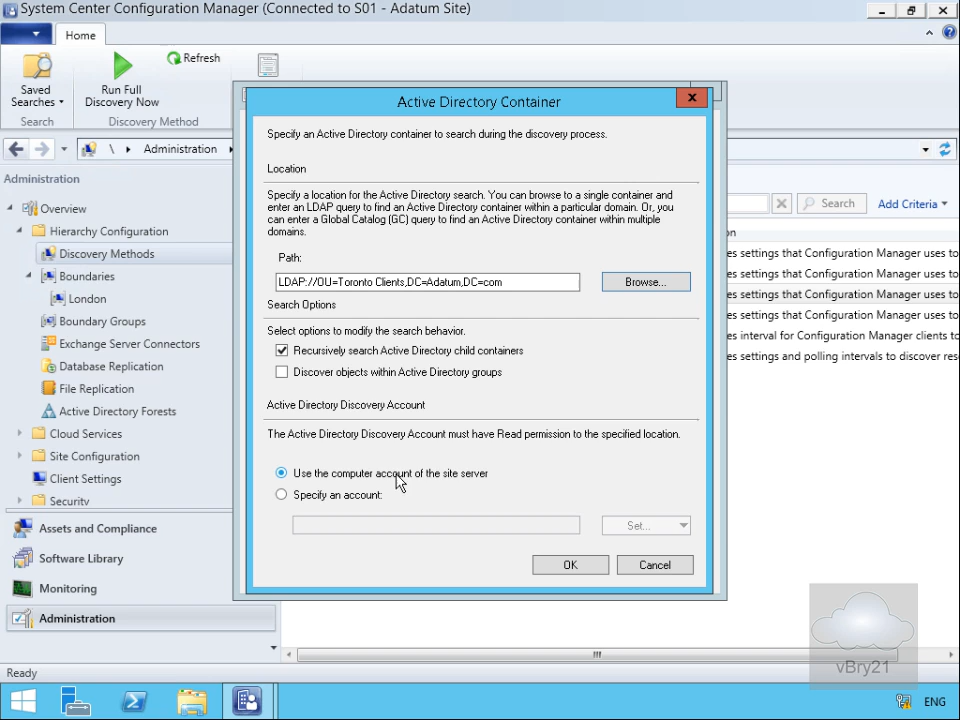 System Center Configuration Manager (Connected to S01 - Adatum Site)
Home
Saved Searches
Search
Run Full Discovery Now
Refresh
Discovery Method
\ Administration
Search
Add Criteria
Administration
Overview
Hierarchy Configuration
Discovery Methods
Boundaries
London
Boundary Groups
Exchange Server Connectors
Database Replication
File Replication
Active Directory Forests
Cloud Services
Site Configuration
Client Settings
Security
Assets and Compliance
Software Library
Monitoring
Administration
Active Directory Container
Specify an Active Directory container to search during the discovery process.
Location
Specify a location for the Active Directory search. You can browse to a single container and
enter an LDAP query to find an Active Directory container within a particular domain. Or, you
can enter a Global Catalog (GC) query to find an Active Directory container within multiple
domains.
Path:
LDAP://OU=Toronto Clients,DC=Adatum,DC=com
Browse...
Search Options
Select options to modify the search behavior.
Recursively search Active Directory child containers
Discover objects within Active Directory groups
Active Directory Discovery Account
The Active Directory Discovery Account must have Read permission to the specified location.
Use the computer account of the site server
Specify an account:
Set...
OK
Cancel
on
es settings that Configuration Manager uses to
es settings that Configuration Manager uses to
es settings that Configuration Manager uses to
es settings that Configuration Manager uses to
es interval for Configuration Manager clients to
es settings and polling intervals to discover res
vBry21
Ready
ENG